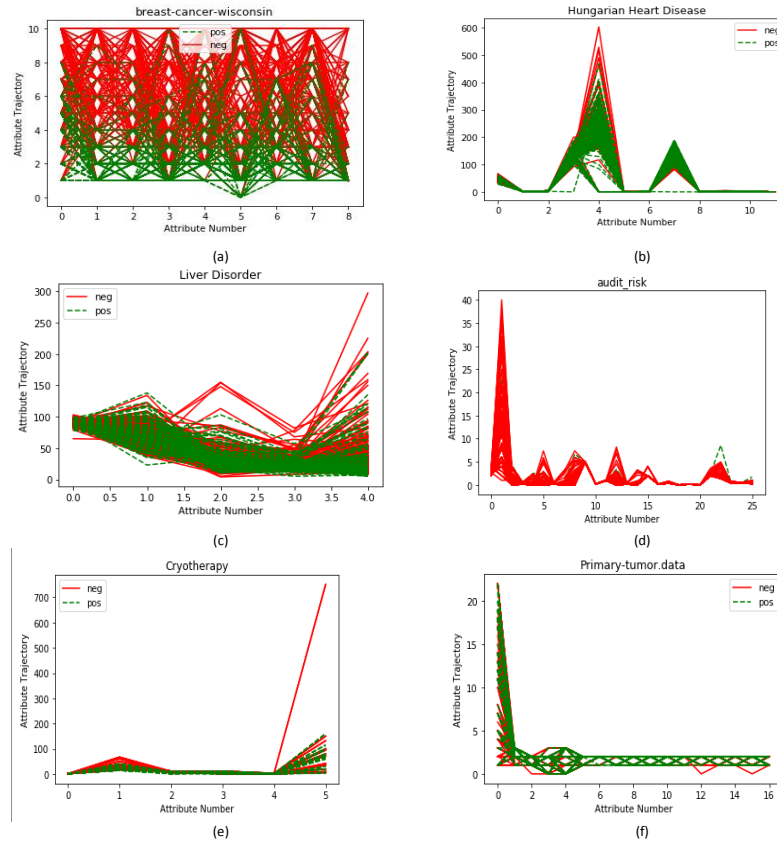 breast-cancer-wisconsin
pos
neg
Attribute Trajectory
10
8
6
4
2
0
0 1 2 3 4 5 6 7 8
Attribute Number
(a)
Hungarian Heart Disease
neg
pos
Attribute Trajectory
600
500
400
300
200
100
0
0 2 4 6 8 10
Attribute Number
(b)
Liver Disorder
neg
pos
Attribute Trajectory
300
250
200
150
100
50
0
0.0 0.5 1.0 1.5 2.0 2.5 3.0 3.5 4.0
Attribute Number
(c)
audit_risk
neg
pos
Attribute Trajectory
40
35
30
25
20
15
10
5
0
0 5 10 15 20 25
Attribute Number
(d)
Cryotherapy
neg
pos
Attribute Trajectory
700
600
500
400
300
200
100
0
0 1 2 3 4 5
Attribute Number
(e)
Primary-tumor.data
neg
pos
Attribute Trajectory
20
15
10
5
0
0 2 4 6 8 10 12 14 16
Attribute Number
(f)